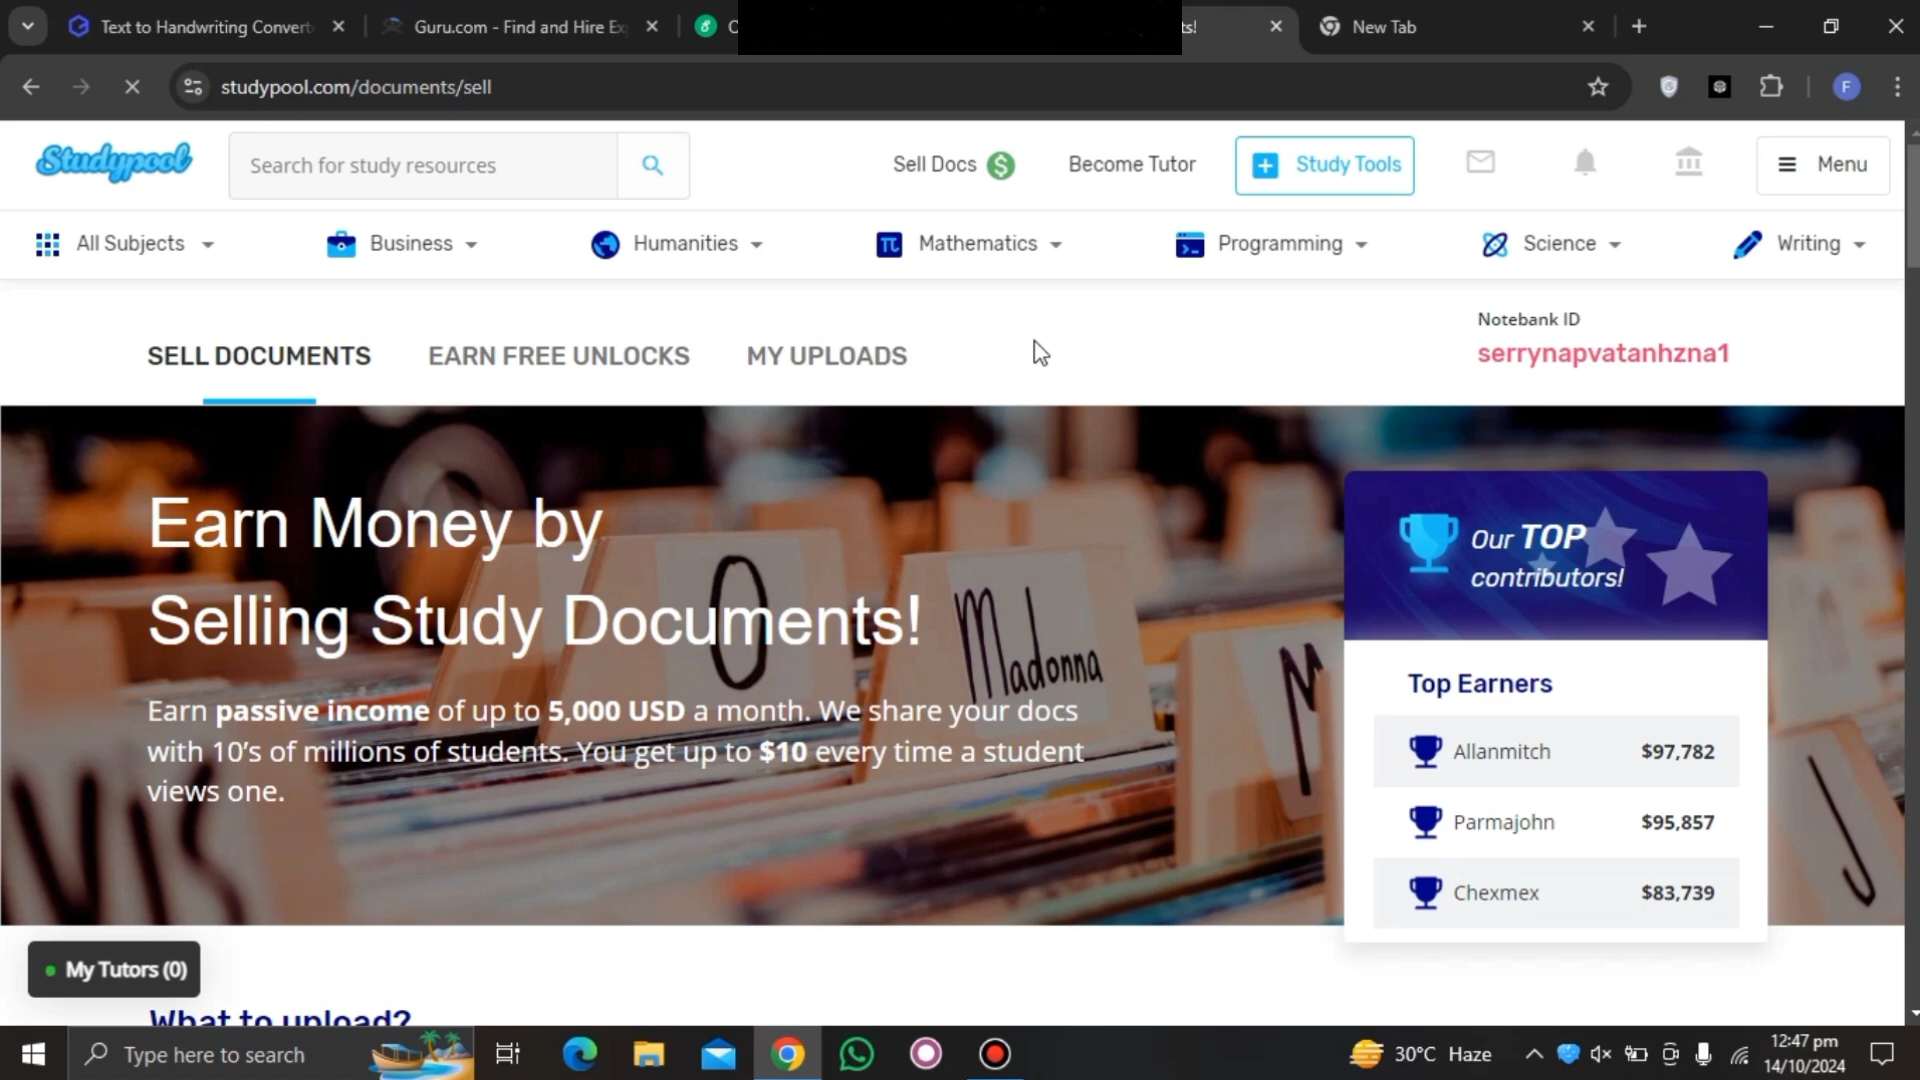 Text to Handwriting Convert
Guru.com - Find and Hire Ex
ts!
New Tab
studypool.com/documents/sell
F
Studypool
Search for study resources
Sell Docs $
Become Tutor
Study Tools
Menu
All Subjects
Business
Humanities
Mathematics
Programming
Science
Writing
SELL DOCUMENTS
EARN FREE UNLOCKS
MY UPLOADS
Notebank ID
serrynapvatanhzna1
Earn Money by
Selling Study Documents!
O
Madonna
Earn passive income of up to 5,000 USD a month. We share your docs
with 10's of millions of students. You get up to $10 every time a student
views one.
Our TOP
contributors!
Top Earners
Allanmitch $97,782
Parmajohn $95,857
Chexmex $83,739
My Tutors (0)
What to upload?
Type here to search
30°C Haze
12:47 pm
14/10/2024